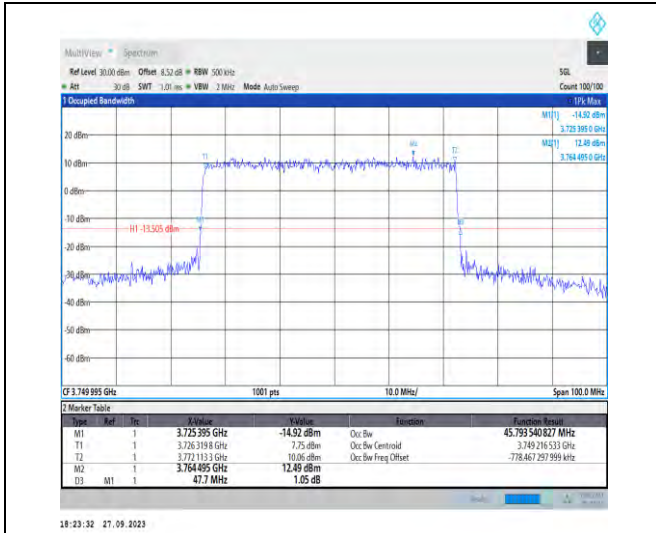 MultiView Spectrum
Ref Level 30.00 dBm Offset 8.52 dB RBW 500 kHz SGL
Att 30 dB SWT 1.01 ms VBW 2 MHz Mode Auto Sweep Count 100/100
1 Occupied Bandwidth 1Pk Max
M1[1] -14.92 dBm
3.725 395 0 GHz
20 dBm M2[1] 12.49 dBm
3.764 495 0 GHz
M2
T1 T2
10 dBm
0 dBm
-10 dBm
M1 D3
H1 -13.505 dBm
-20 dBm
-30 dBm
-40 dBm
-50 dBm
-60 dBm
CF 3.749 995 GHz 1001 pts 10.0 MHz/ Span 100.0 MHz
2 Marker Table
Type Ref Trc X-Value Y-Value Function Function Result
M1 1 3.725 395 GHz -14.92 dBm Occ Bw 45.793 540 827 MHz
T1 1 3.726 319 8 GHz 7.75 dBm Occ Bw Centroid 3.749 216 533 GHz
T2 1 3.772 113 3 GHz 10.06 dBm Occ Bw Freq Offset -778.467 297 999 kHz
M2 1 3.764 495 GHz 12.49 dBm
D3 M1 1 47.7 MHz 1.05 dB
18:23:32 27.09.2023